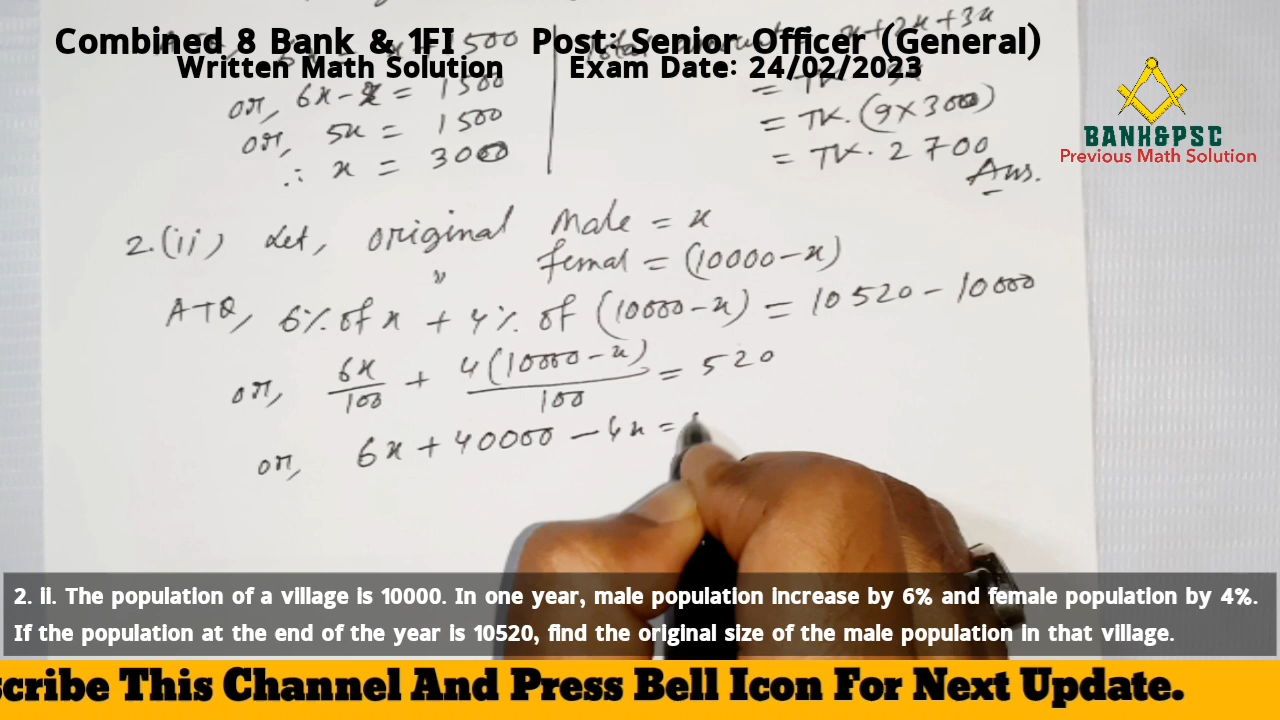 Combined 8 Bank & 1FI Post: Senior Officer (General)
Written Math Solution Exam Date: 24/02/2023
BANK&PSC
Previous Math Solution
1500
or, 6x - x = 1500
or, 5x = 1500
∴ x = 300
x + 2x + 3x
= TK.
= TK. (9 X 300)
= TK. 2700
Ans.
2. (ii) Let, original male = x
" femal = (10000 - x)
ATQ, 6% of x + 4% of (10000 - x) = 10520 - 10000
or, 6x/100 + 4(10000 - x)/100 = 520
or, 6x + 40000 - 4x =
2. ii. The population of a village is 10000. In one year, male population increase by 6% and female population by 4%.
If the population at the end of the year is 10520, find the original size of the male population in that village.
scribe This Channel And Press Bell Icon For Next Update.